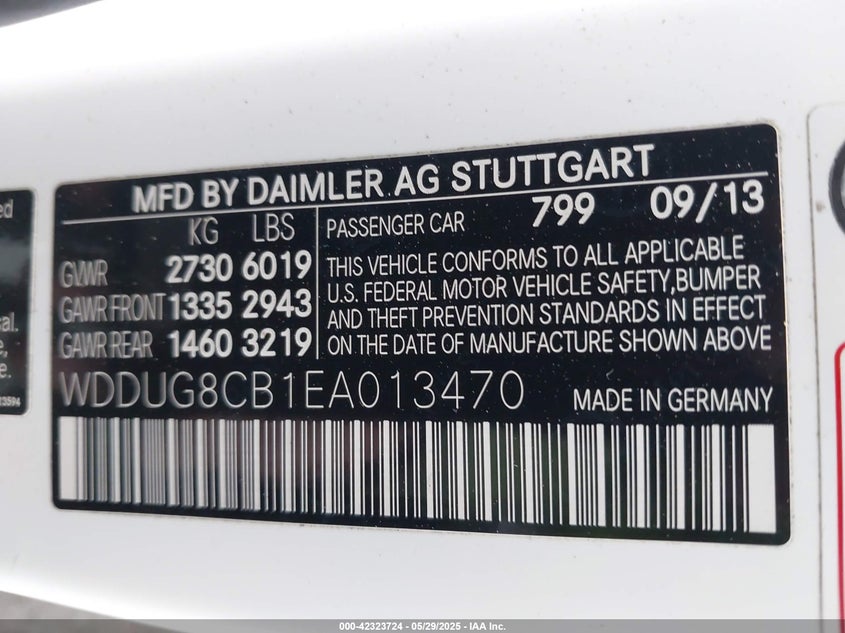 MFD BY DAIMLER AG STUTTGART
KG LBS
GVWR 2730 6019
GAWR FRONT 1335 2943
GAWR REAR 1460 3219
PASSENGER CAR 799 09/13
THIS VEHICLE CONFORMS TO ALL APPLICABLE
U.S. FEDERAL MOTOR VEHICLE SAFETY,BUMPER
AND THEFT PREVENTION STANDARDS IN EFFECT
ON THE DATE OF MANUFACTURE SHOWN ABOVE
WDDUG8CB1EA013470 MADE IN GERMANY
000-42323724 | 05/29/2025 - IAA Inc.